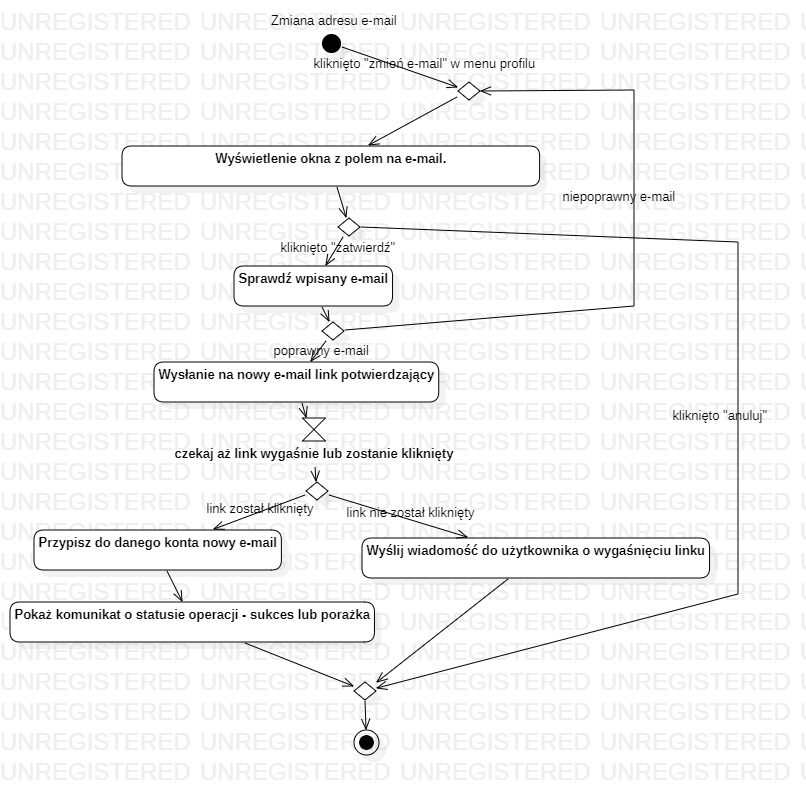 Zmiana adresu e-mail
kliknięto "zmień e-mail" w menu profilu
Wyświetlenie okna z polem na e-mail.
niepoprawny e-mail
kliknięto "zatwierdź"
Sprawdź wpisany e-mail
poprawny e-mail
Wysłanie na nowy e-mail link potwierdzający
kliknięto "anuluj"
czekaj aż link wygaśnie lub zostanie kliknięty
link został kliknięty
link nie został kliknięty
Przypisz do danego konta nowy e-mail
Wyślij wiadomość do użytkownika o wygaśnięciu linku
Pokaż komunikat o statusie operacji - sukces lub porażka
UNREGISTERED